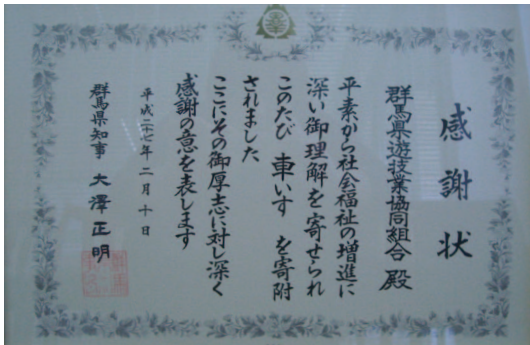 感謝状
群馬県遊技業協同組合 殿
平素から社会福祉の増進に
深い御理解を寄せられ
このたび 車いす を寄附
されました
ここにその御厚志に対し深く
感謝の意を表します
平成二十七年二月十日
群馬県知事 大澤正明